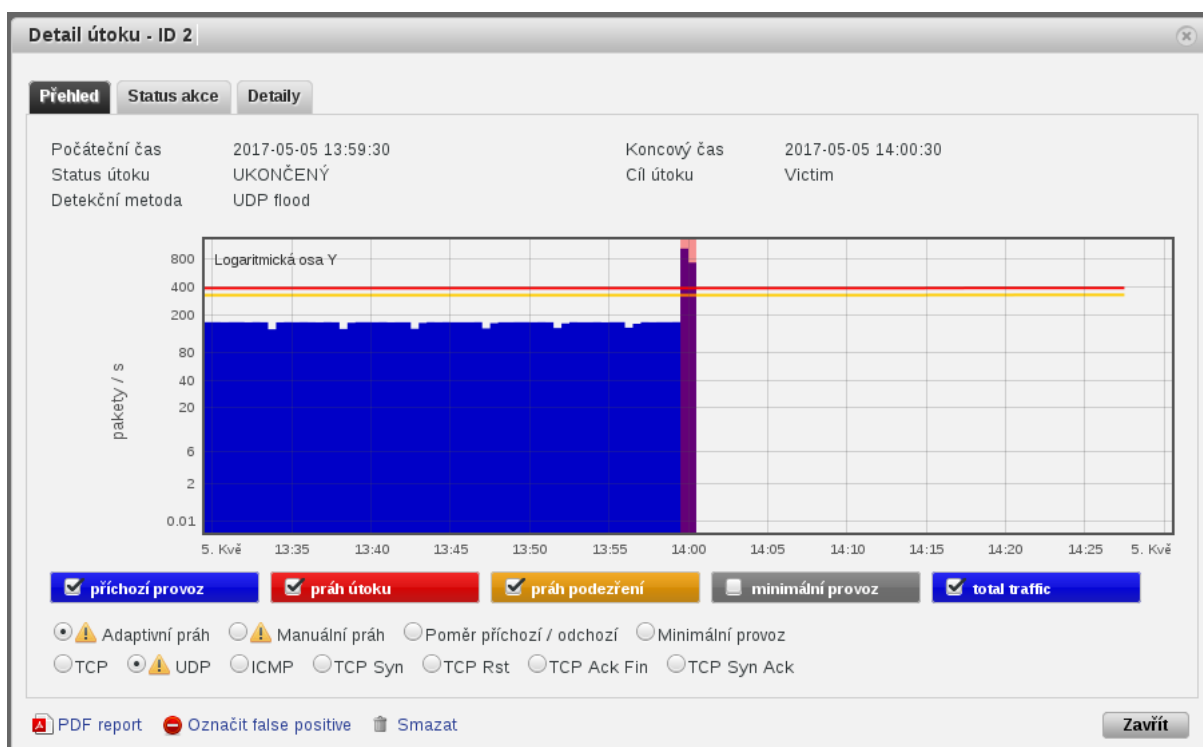 Detail útoku - ID 2
Přehled Status akce Detaily
Počáteční čas 2017-05-05 13:59:30 Koncový čas 2017-05-05 14:00:30
Status útoku UKONČENÝ Cíl útoku Victim
Detekční metoda UDP flood
Logaritmická osa Y
800
400
200
80
40
20
6
2
0.01
pakety / s
5. Kvě 13:35 13:40 13:45 13:50 13:55 14:00 14:05 14:10 14:15 14:20 14:25 5. Kvě
příchozí provoz práh útoku práh podezření minimální provoz total traffic
Adaptivní práh Manuální práh Poměr příchozí / odchozí Minimální provoz
TCP UDP ICMP TCP Syn TCP Rst TCP Ack Fin TCP Syn Ack
PDF report Označit false positive Smazat Zavřít